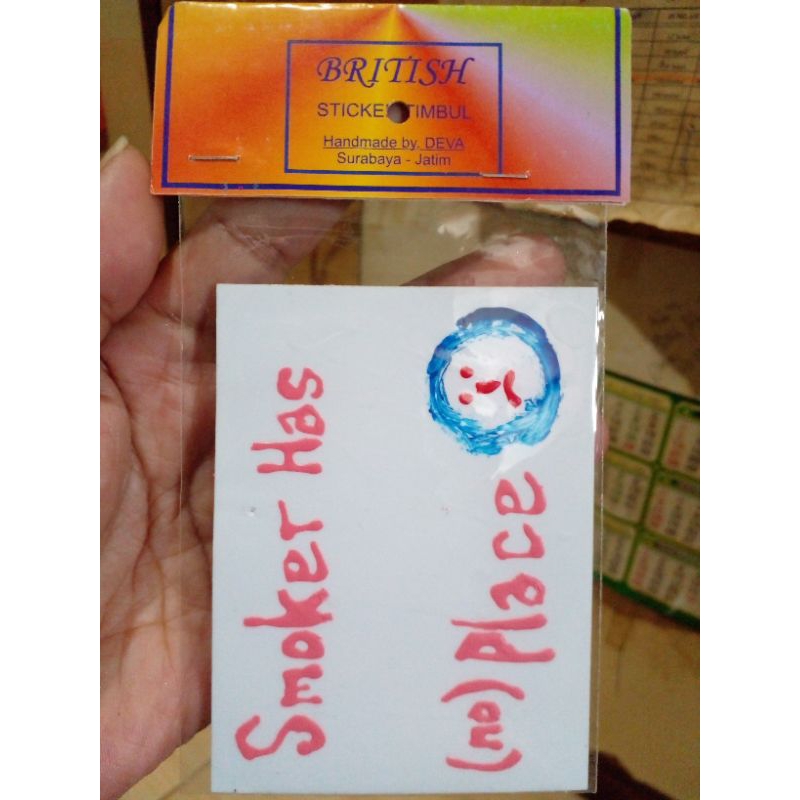 BRITISH
STICKER TIMBUL
Handmade by, DEVA
Surabaya - Jatim
Smoker Has
(no) place